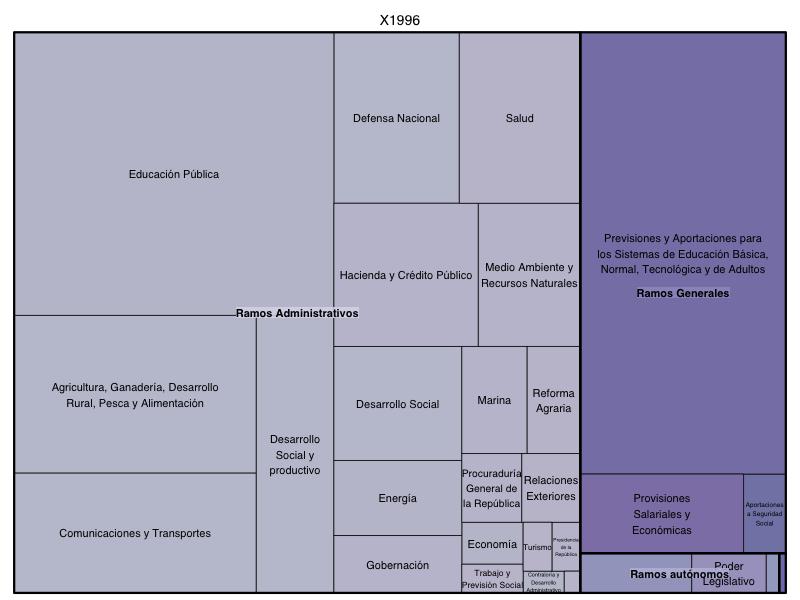 X1996
Educación Pública
Defensa Nacional
Salud
Previsiones y Aportaciones para
los Sistemas de Educación Básica,
Normal, Tecnológica y de Adultos
Ramos Generales
Hacienda y Crédito Público
Medio Ambiente y
Recursos Naturales
Ramos Administrativos
Agricultura, Ganadería, Desarrollo
Rural, Pesca y Alimentación
Desarrollo
Social y
productivo
Desarrollo Social
Marina
Reforma
Agraria
Comunicaciones y Transportes
Energía
Procuraduría
General de
la República
Relaciones
Exteriores
Provisiones
Salariales y
Económicas
Aportaciones
a Seguridad
Social
Gobernación
Economía
Turismo
Presidencia
de la
República
Trabajo y
Previsión Social
Contraloría y
Desarrollo
Administrativo
Ramos autónomos
Poder
Legislativo